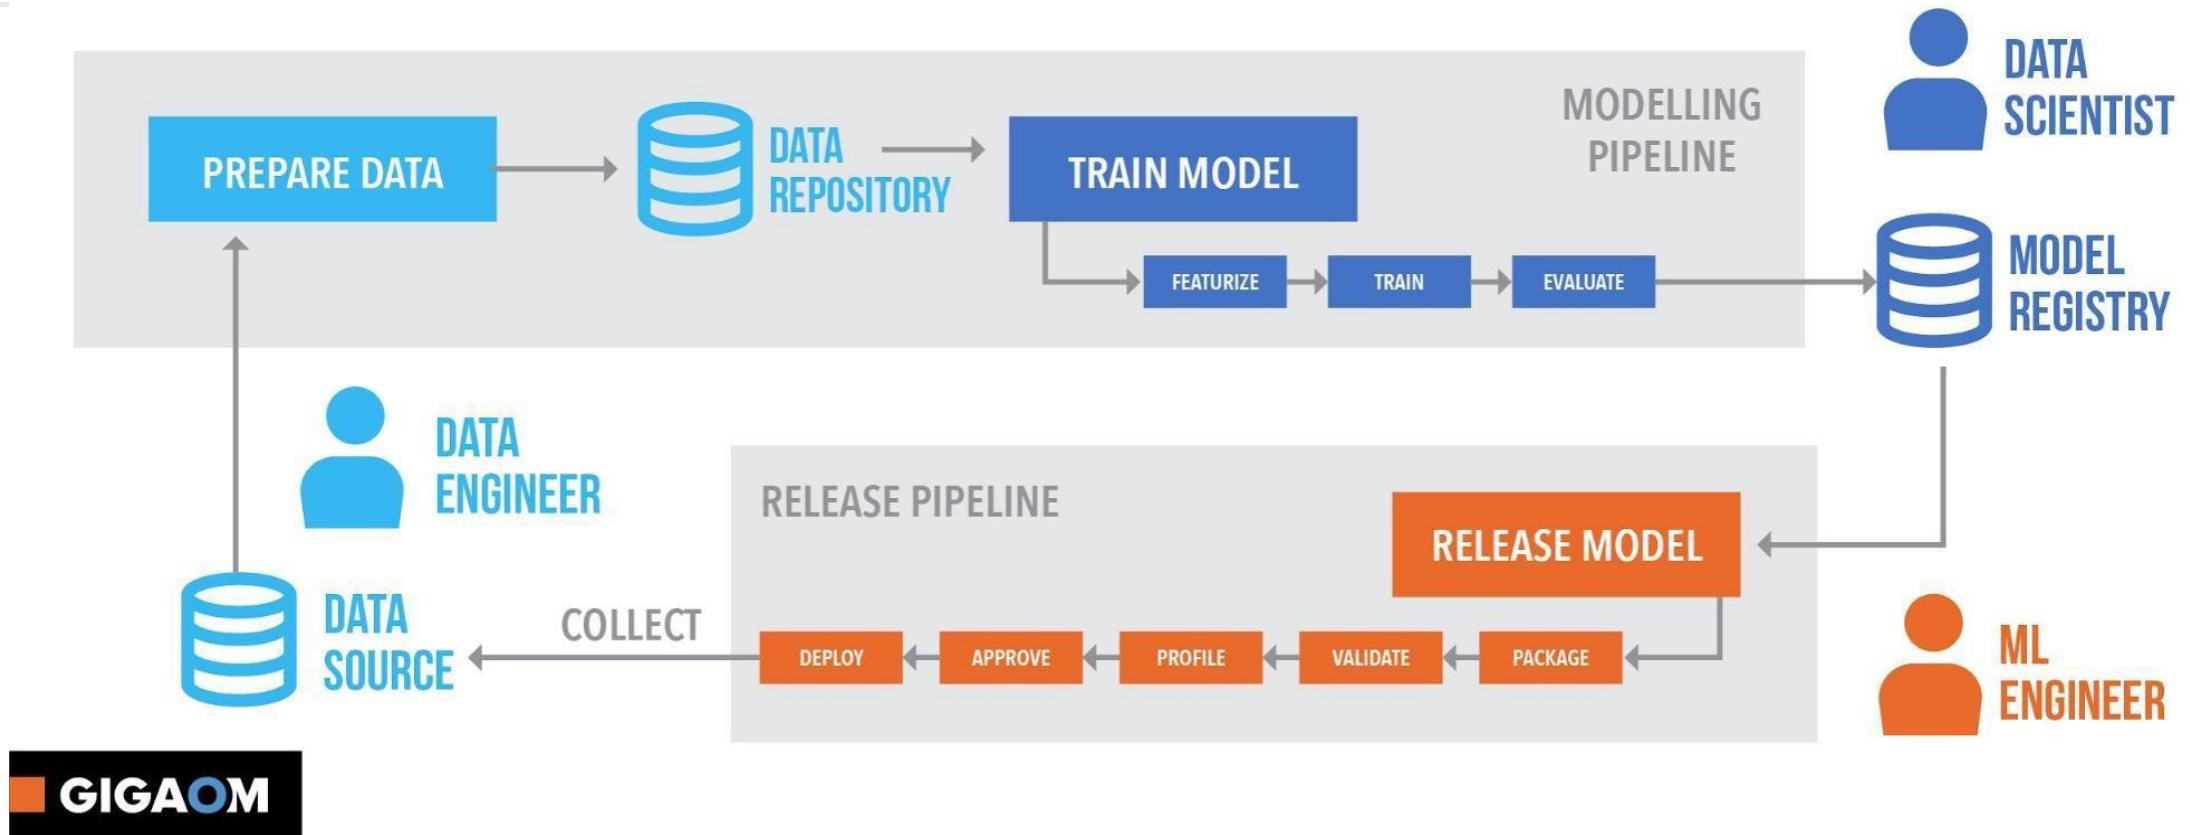 DATA
SCIENTIST
MODELLING
PIPELINE
PREPARE DATA
DATA
REPOSITORY
TRAIN MODEL
FEATURIZE
TRAIN
EVALUATE
MODEL
REGISTRY
DATA
ENGINEER
RELEASE PIPELINE
RELEASE MODEL
DATA
SOURCE
COLLECT
DEPLOY
APPROVE
PROFILE
VALIDATE
PACKAGE
ML
ENGINEER
GIGAOM